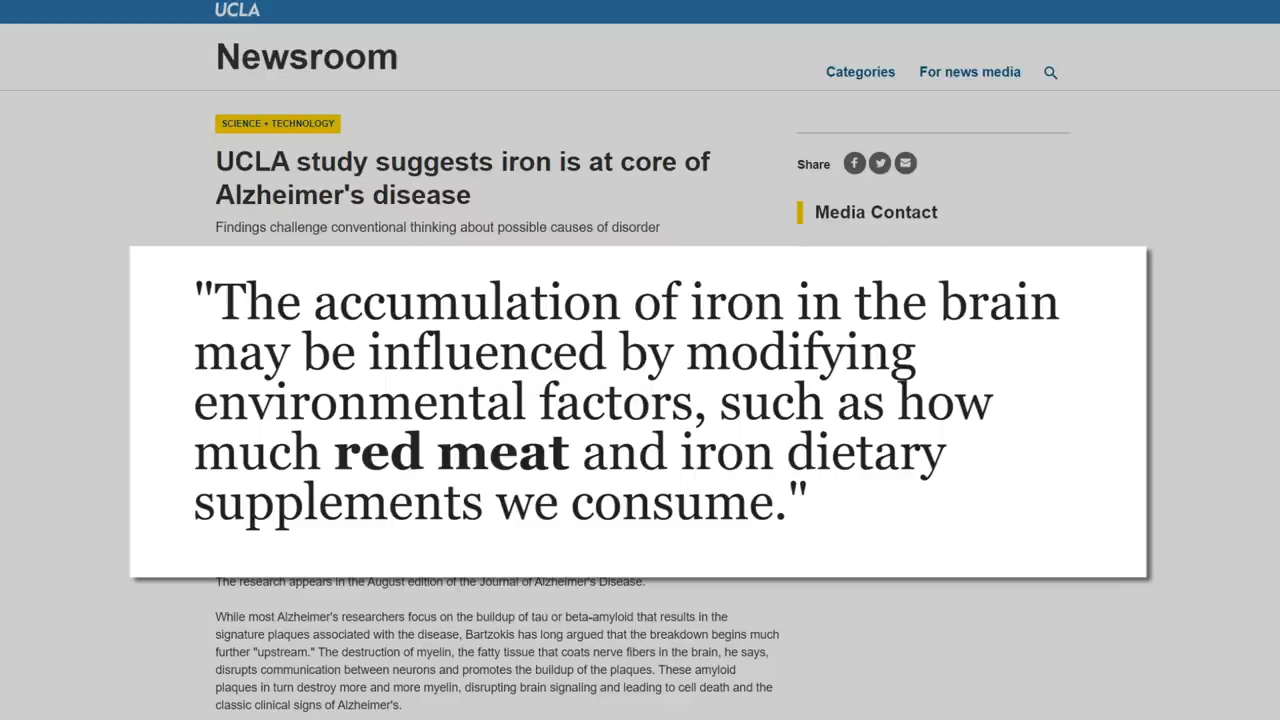 UCLA
Newsroom
Categories
For news media
SCIENCE + TECHNOLOGY
UCLA study suggests iron is at core of
Alzheimer's disease
Findings challenge conventional thinking about possible causes of disorder
Share
Media Contact
"The accumulation of iron in the brain
may be influenced by modifying
environmental factors, such as how
much red meat and iron dietary
supplements we consume."
The research appears in the August edition of the Journal of Alzheimer's Disease.
While most Alzheimer's researchers focus on the buildup of tau or beta-amyloid that results in the
signature plaques associated with the disease, Bartzokis has long argued that the breakdown begins much
further "upstream." The destruction of myelin, the fatty tissue that coats nerve fibers in the brain, he says,
disrupts communication between neurons and promotes the buildup of the plaques. These amyloid
plaques in turn destroy more and more myelin, disrupting brain signaling and leading to cell death and the
classic clinical signs of Alzheimer's.